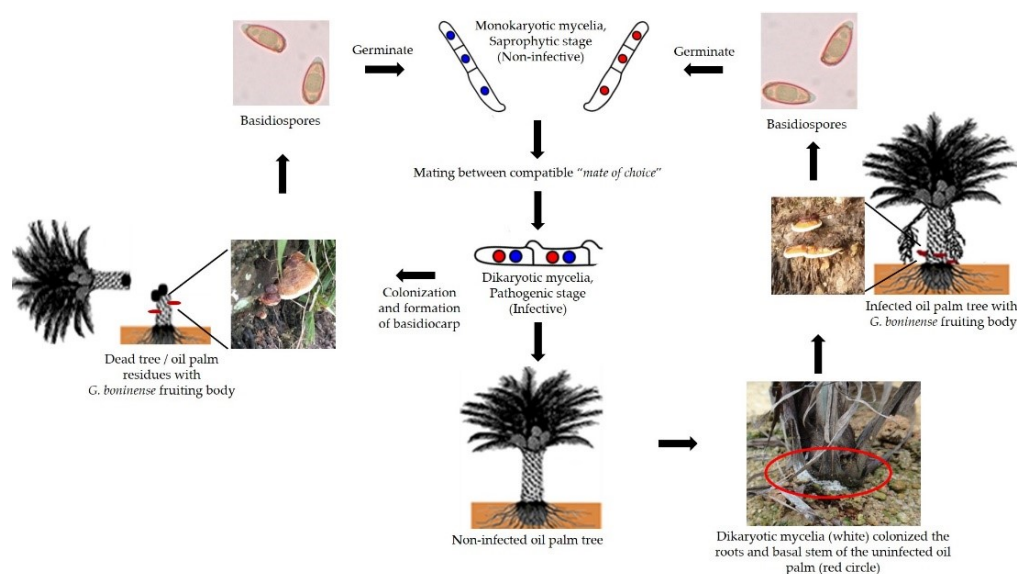 Monokaryotic mycelia,
Saprophytic stage
(Non-infective)
Germinate
Germinate
Basidiospores
Basidiospores
Mating between compatible “mate of choice”
Dikaryotic mycelia,
Pathogenic stage
(Infective)
Colonization
and formation
of basidiocarp
Infected oil palm tree with
G. boninense fruiting body
Dead tree / oil palm
residues with
G. boninense fruiting body
Non-infected oil palm tree
Dikaryotic mycelia (white) colonized the
roots and basal stem of the uninfected oil
palm (red circle)